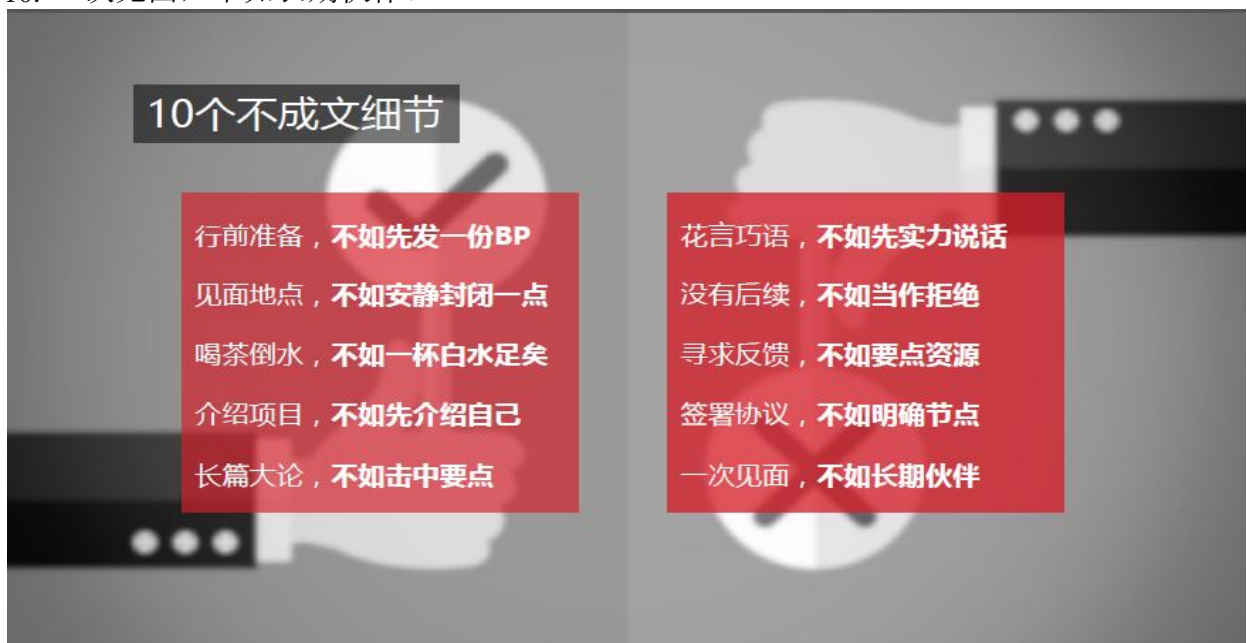 10个不成文细节
行前准备，不如先发一份BP
见面地点，不如安静封闭一点
喝茶倒水，不如一杯白水足矣
介绍项目，不如先介绍自己
长篇大论，不如击中要点
花言巧语，不如先实力说话
没有后续，不如当作拒绝
寻求反馈，不如要点资源
签署协议，不如明确节点
一次见面，不如长期伙伴